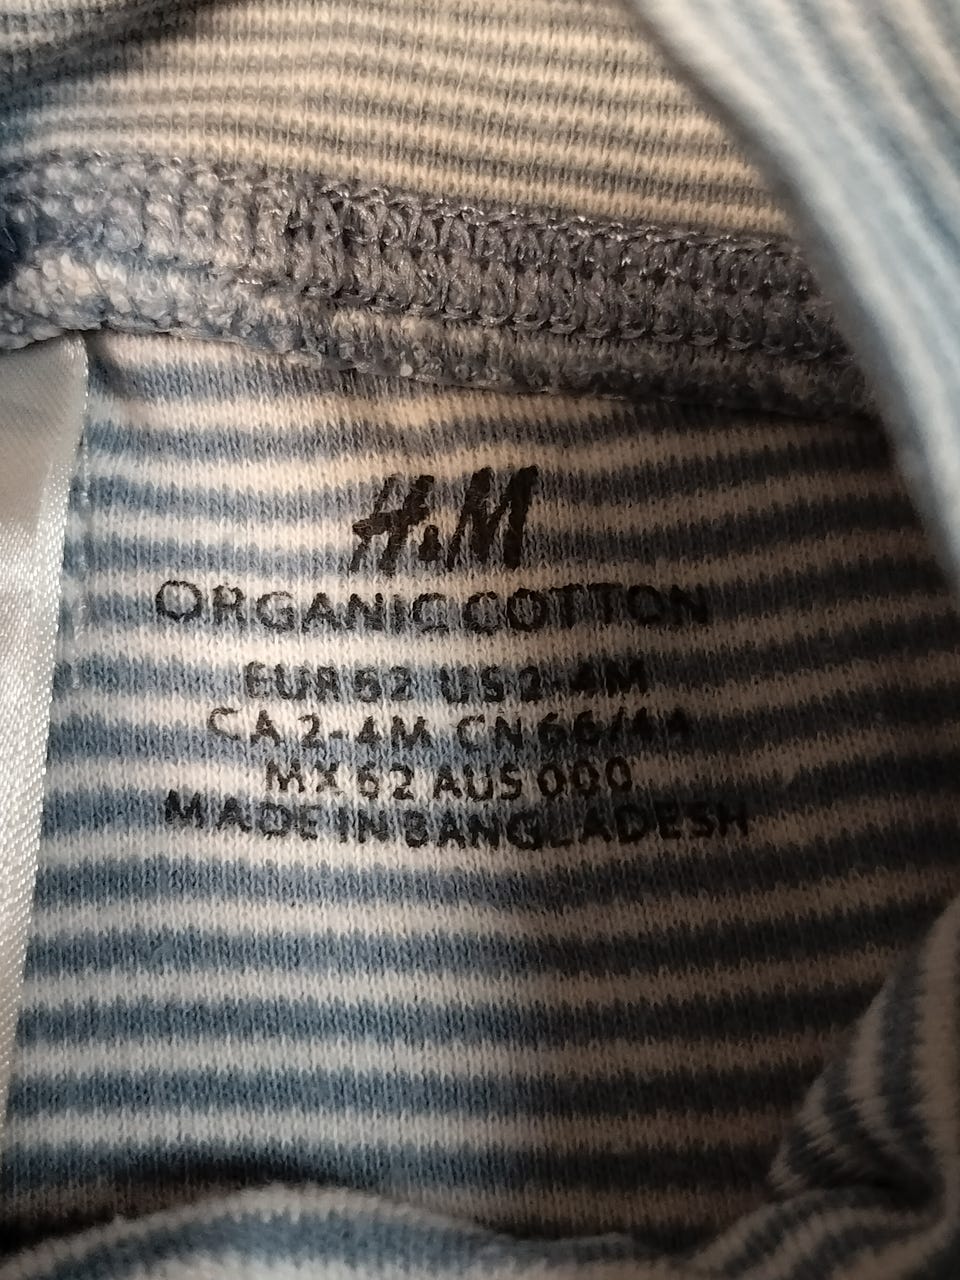 H&M
ORGANIC COTTON
EUR 62 US 2-4M
CA 2-4M CN 66/44
MX 62 AUS 000
MADE IN BANGLADESH